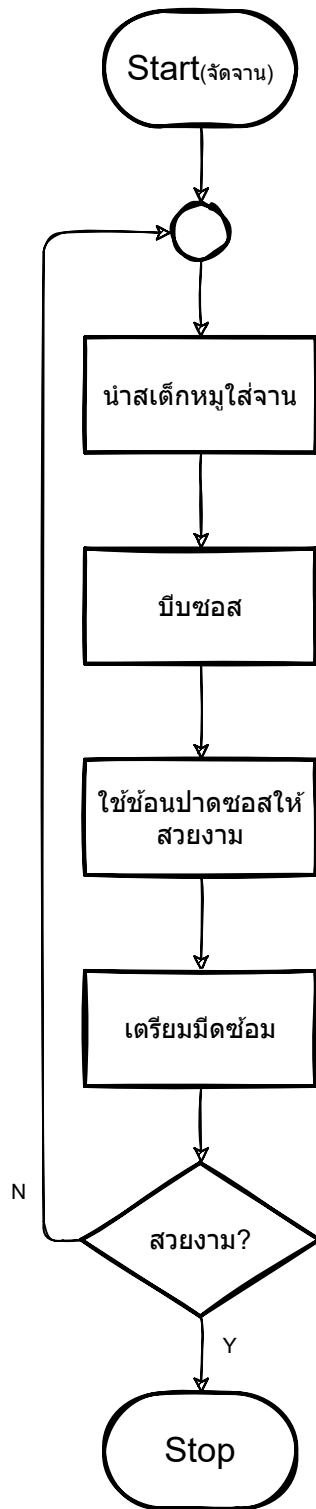 Start(จัดจาน)
นำสเต็กหมูใส่จาน
บีบซอส
ใช้ช้อนปาดซอสให้
สวยงาม
เตรียมมีดซ้อม
สวยงาม?
N
Y
Stop